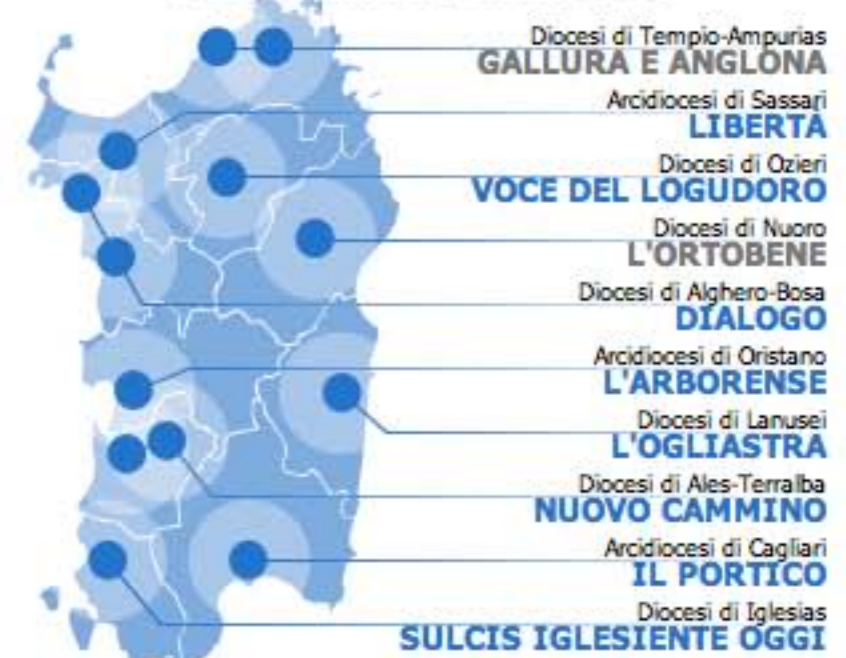 Diocesi di Tempio-Ampurias
GALLURA E ANGLONA
Arcidiocesi di Sassari
LIBERTÀ
Diocesi di Ozieri
VOCE DEL LOGUDORO
Diocesi di Nuoro
L'ORTOBENE
Diocesi di Alghero-Bosa
DIALOGO
Arcidiocesi di Oristano
L'ARBORENSE
Diocesi di Lanusei
L'OGLIASTRA
Diocesi di Ales-Terralba
NUOVO CAMMINO
Arcidiocesi di Cagliari
IL PORTICO
Diocesi di Iglesias
SULCIS IGLESIENTE OGGI